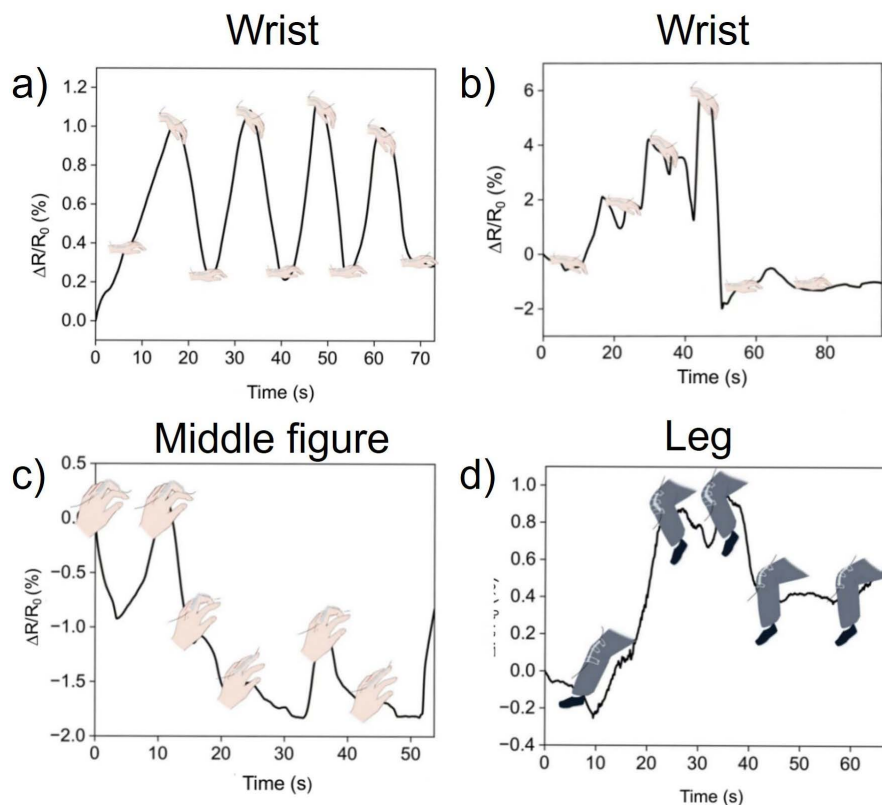 Wrist
Wrist
a)
1.2
1.0
0.8
0.6
0.4
0.2
0.0
ΔR/R₀ (%)
0 10 20 30 40 50 60 70
Time (s)
b)
6
4
2
0
−2
ΔR/R₀ (%)
0 20 40 60 80
Time (s)
Middle figure
Leg
c)
0.5
−0.5
−1.0
−1.5
−2.0
ΔR/R₀ (%)
0 10 20 30 40 50
Time (s)
d)
1.0
0.8
0.6
0.4
0.2
0.0
−0.2
−0.4
0 10 20 30 40 50 60
Time (s)